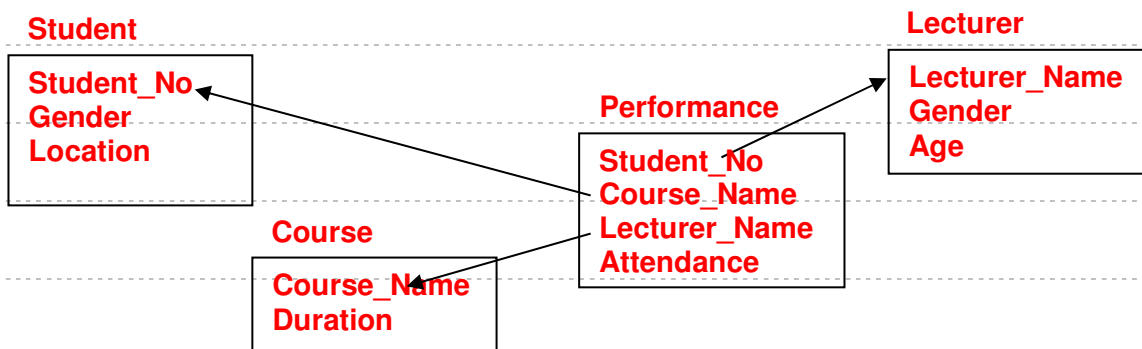 Student
Student_No
Gender
Location
Course
Course_Name
Duration
Performance
Student_No
Course_Name
Lecturer_Name
Attendance
Lecturer
Lecturer_Name
Gender
Age